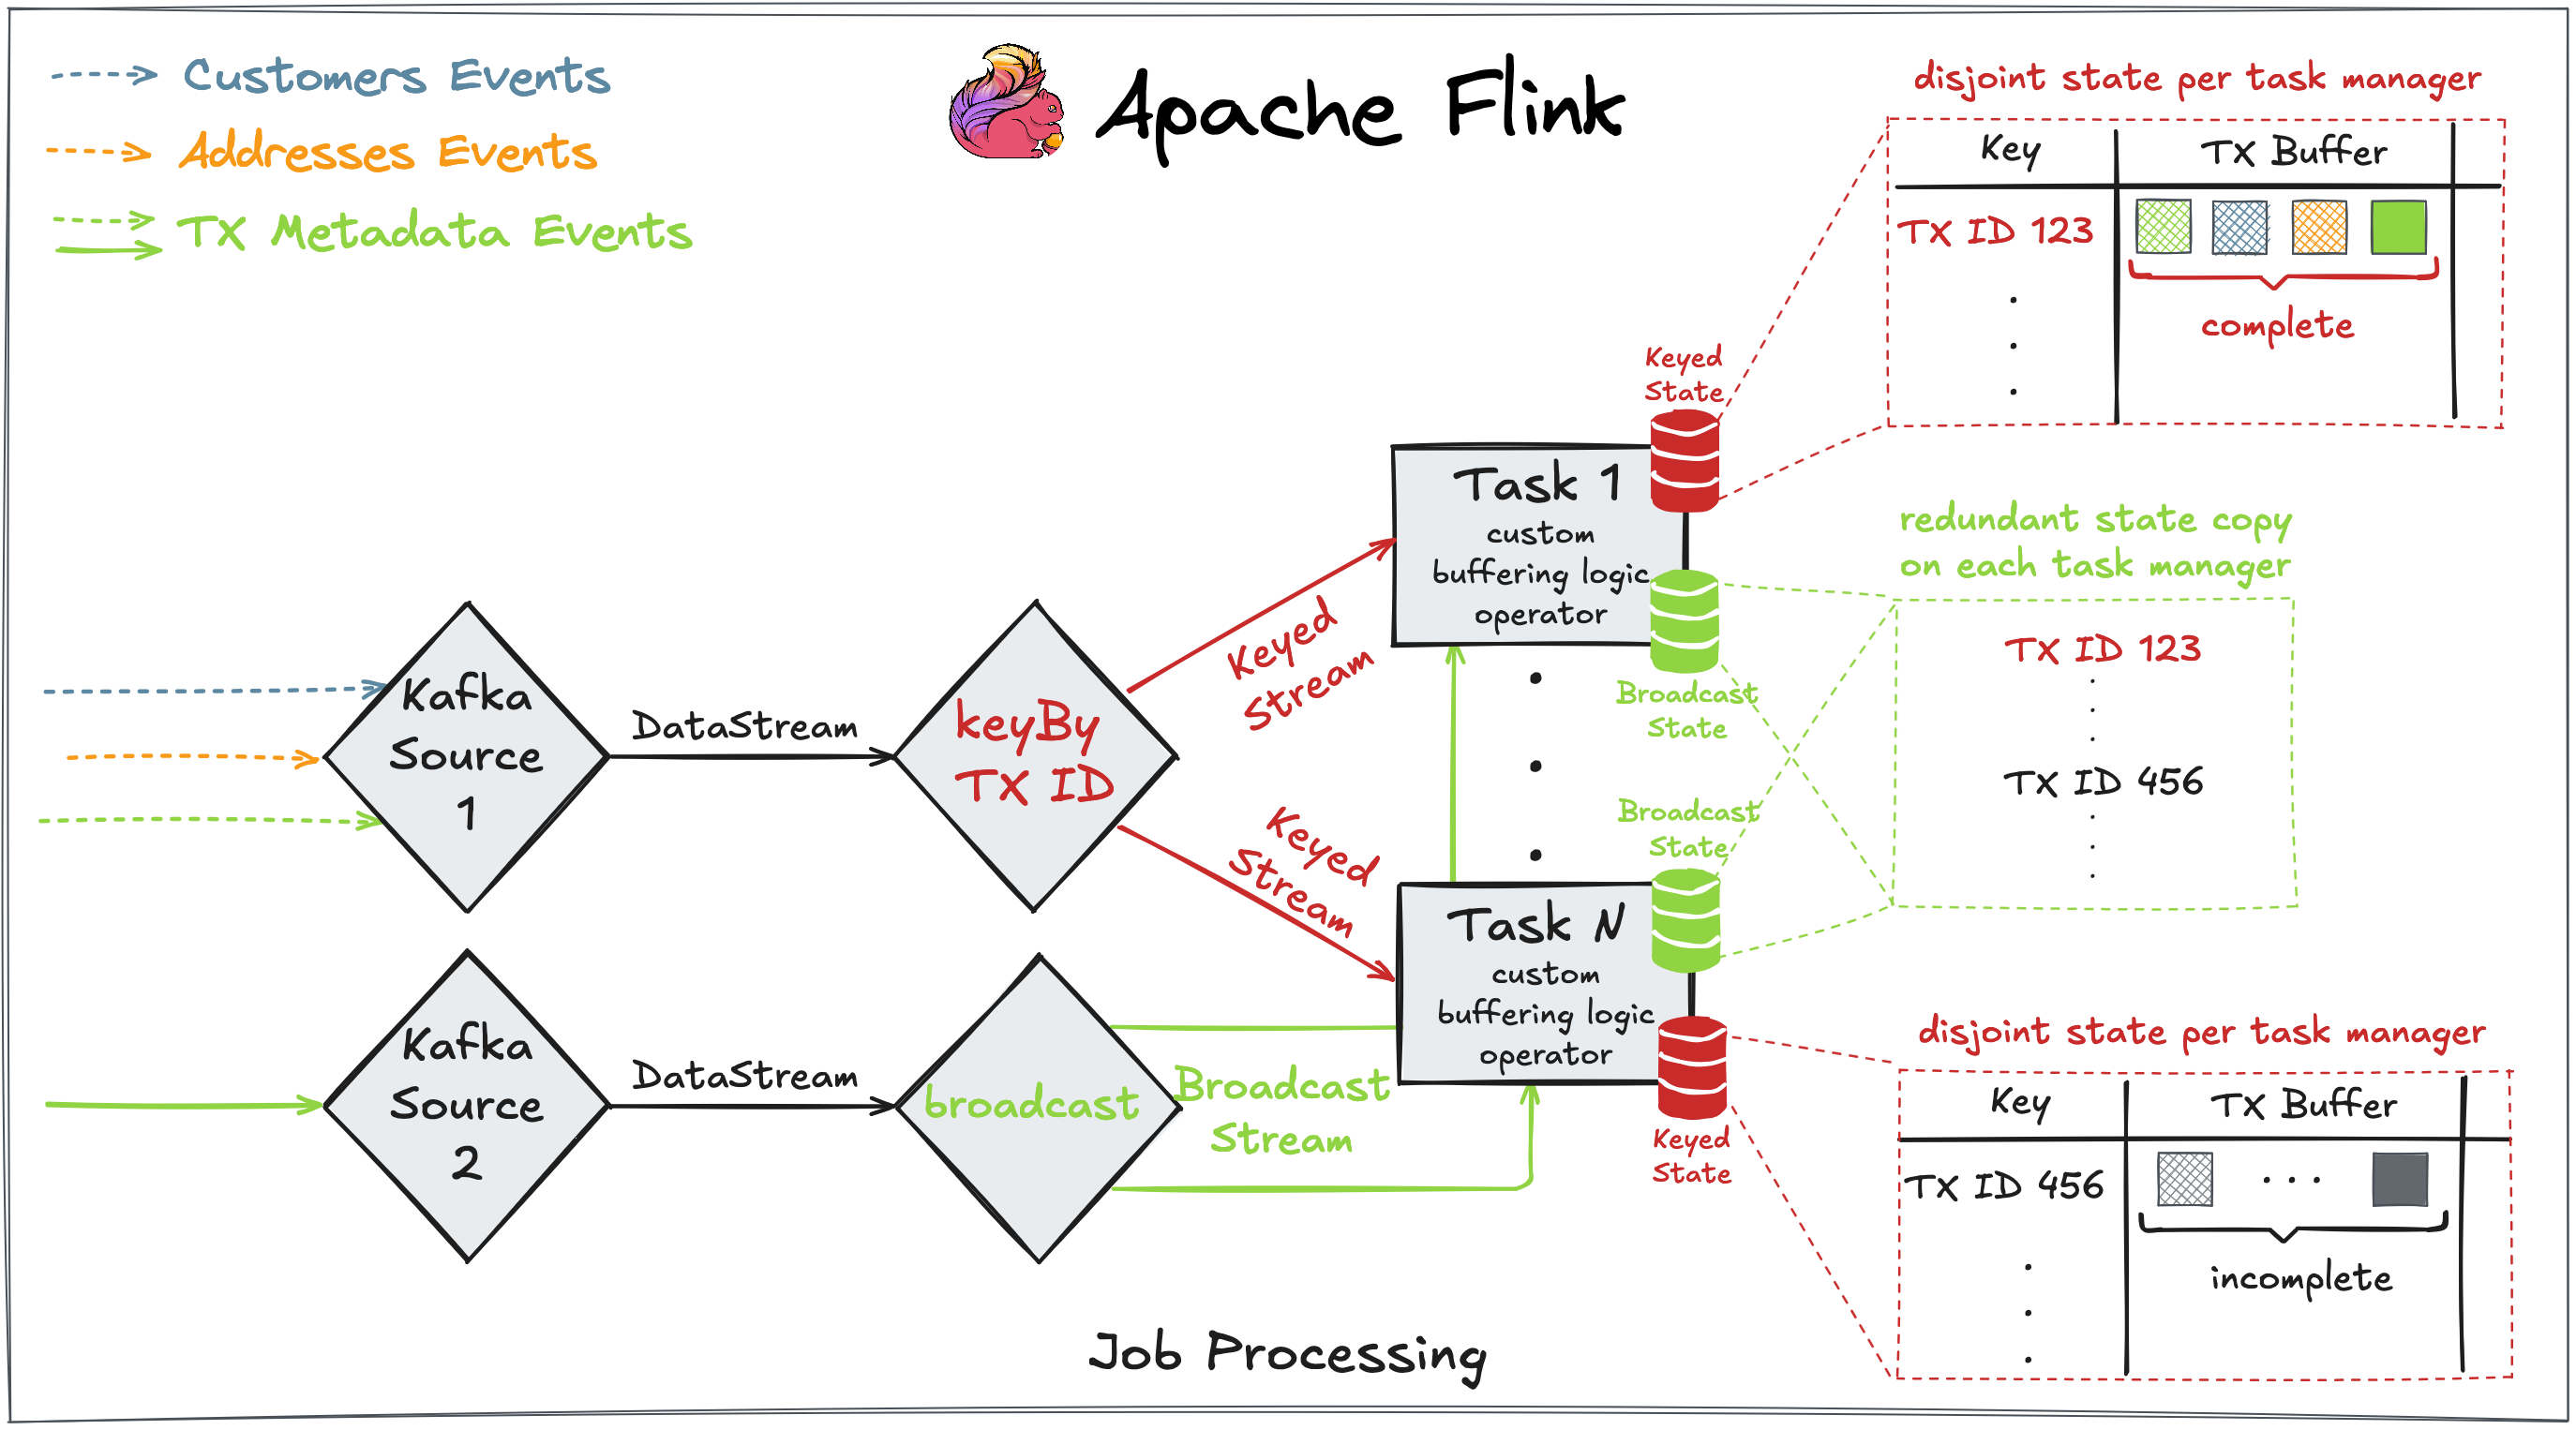 Customers Events
Addresses Events
TX Metadata Events
Apache Flink
disjoint state per task manager
Key
TX Buffer
TX ID 123
complete
Keyed
State
Task 1
custom
buffering logic
operator
Broadcast
State
redundant state copy
on each task manager
TX ID 123
TX ID 456
Kafka
Source
1
DataStream
keyBy
TX ID
Keyed
Stream
Keyed
Stream
Broadcast
State
Task N
custom
buffering logic
operator
Keyed
State
Kafka
Source
2
DataStream
broadcast
Broadcast
Stream
disjoint state per task manager
Key
TX Buffer
TX ID 456
...
incomplete
Job Processing